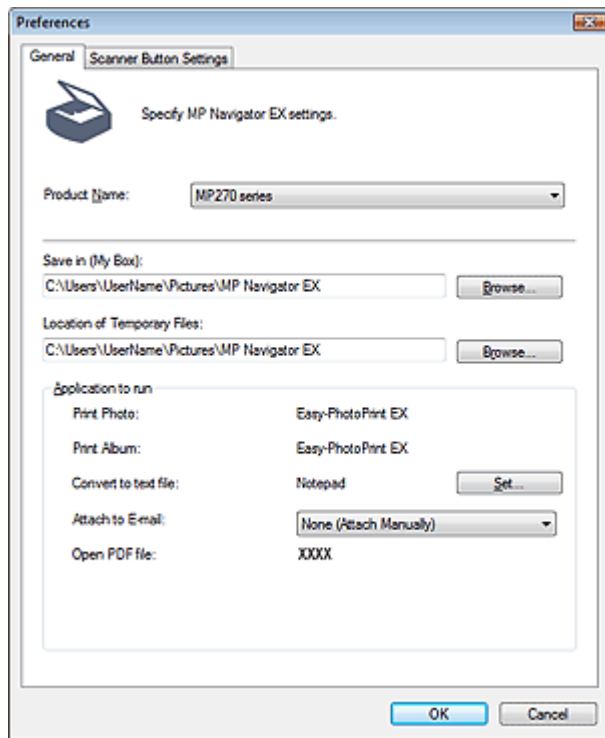 Preferences
General Scanner Button Settings
Specify MP Navigator EX settings.
Product Name: MP270 series
Save in (My Box):
C:\Users\UserName\Pictures\MP Navigator EX Browse...
Location of Temporary Files:
C:\Users\UserName\Pictures\MP Navigator EX Browse...
Application to run
Print Photo: Easy-PhotoPrint EX
Print Album: Easy-PhotoPrint EX
Convert to text file: Notepad Set...
Attach to E-mail: None (Attach Manually)
Open PDF file: XXXX
OK Cancel